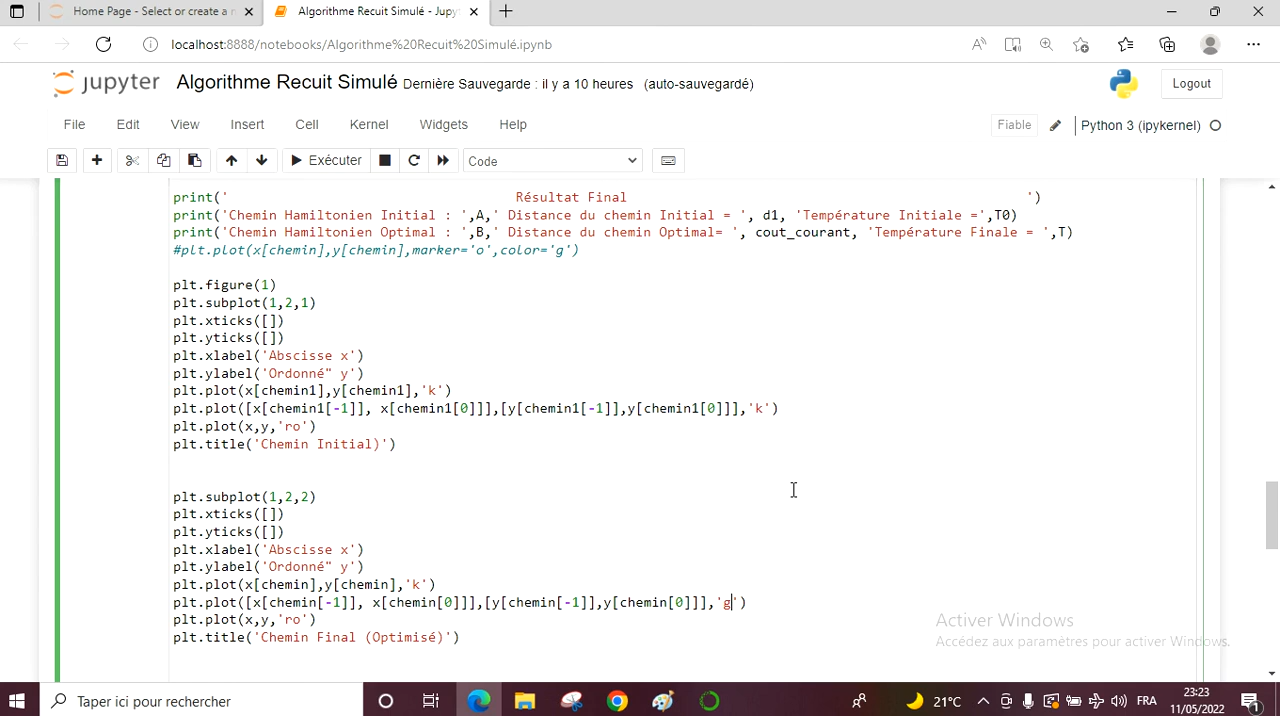 Home Page - Select or create a n
Algorithme Recuit Simulé - Jupy
localhost:8888/notebooks/Algorithme%20Recuit%20Simulé.ipynb
jupyter Algorithme Recuit Simulé Dernière Sauvegarde : il y a 10 heures (auto-sauvegardé)
Logout
File Edit View Insert Cell Kernel Widgets Help
Fiable
Python 3 (ipykernel)
Exécuter
Code
print(' Résultat Final ')
print('Chemin Hamiltonien Initial : ',A,' Distance du chemin Initial = ', d1, 'Température Initiale =',T0)
print('Chemin Hamiltonien Optimal : ',B,' Distance du chemin Optimal= ', cout_courant, 'Température Finale = ',T)
#plt.plot(x[chemin],y[chemin],marker='o',color='g')
plt.figure(1)
plt.subplot(1,2,1)
plt.xticks([])
plt.yticks([])
plt.xlabel('Abscisse x')
plt.ylabel('Ordonné" y')
plt.plot(x[chemin1],y[chemin1],'k')
plt.plot([x[chemin1[-1]], x[chemin1[0]]],[y[chemin1[-1]],y[chemin1[0]]],'k')
plt.plot(x,y,'ro')
plt.title('Chemin Initial)')
plt.subplot(1,2,2)
plt.xticks([])
plt.yticks([])
plt.xlabel('Abscisse x')
plt.ylabel('Ordonné" y')
plt.plot(x[chemin],y[chemin],'k')
plt.plot([x[chemin[-1]], x[chemin[0]]],[y[chemin[-1]],y[chemin[0]]],'g')
plt.plot(x,y,'ro')
plt.title('Chemin Final (Optimisé)')
Activer Windows
Accédez aux paramètres pour activer Windows.
Taper ici pour rechercher
21°C
FRA
23:23
11/05/2022
1